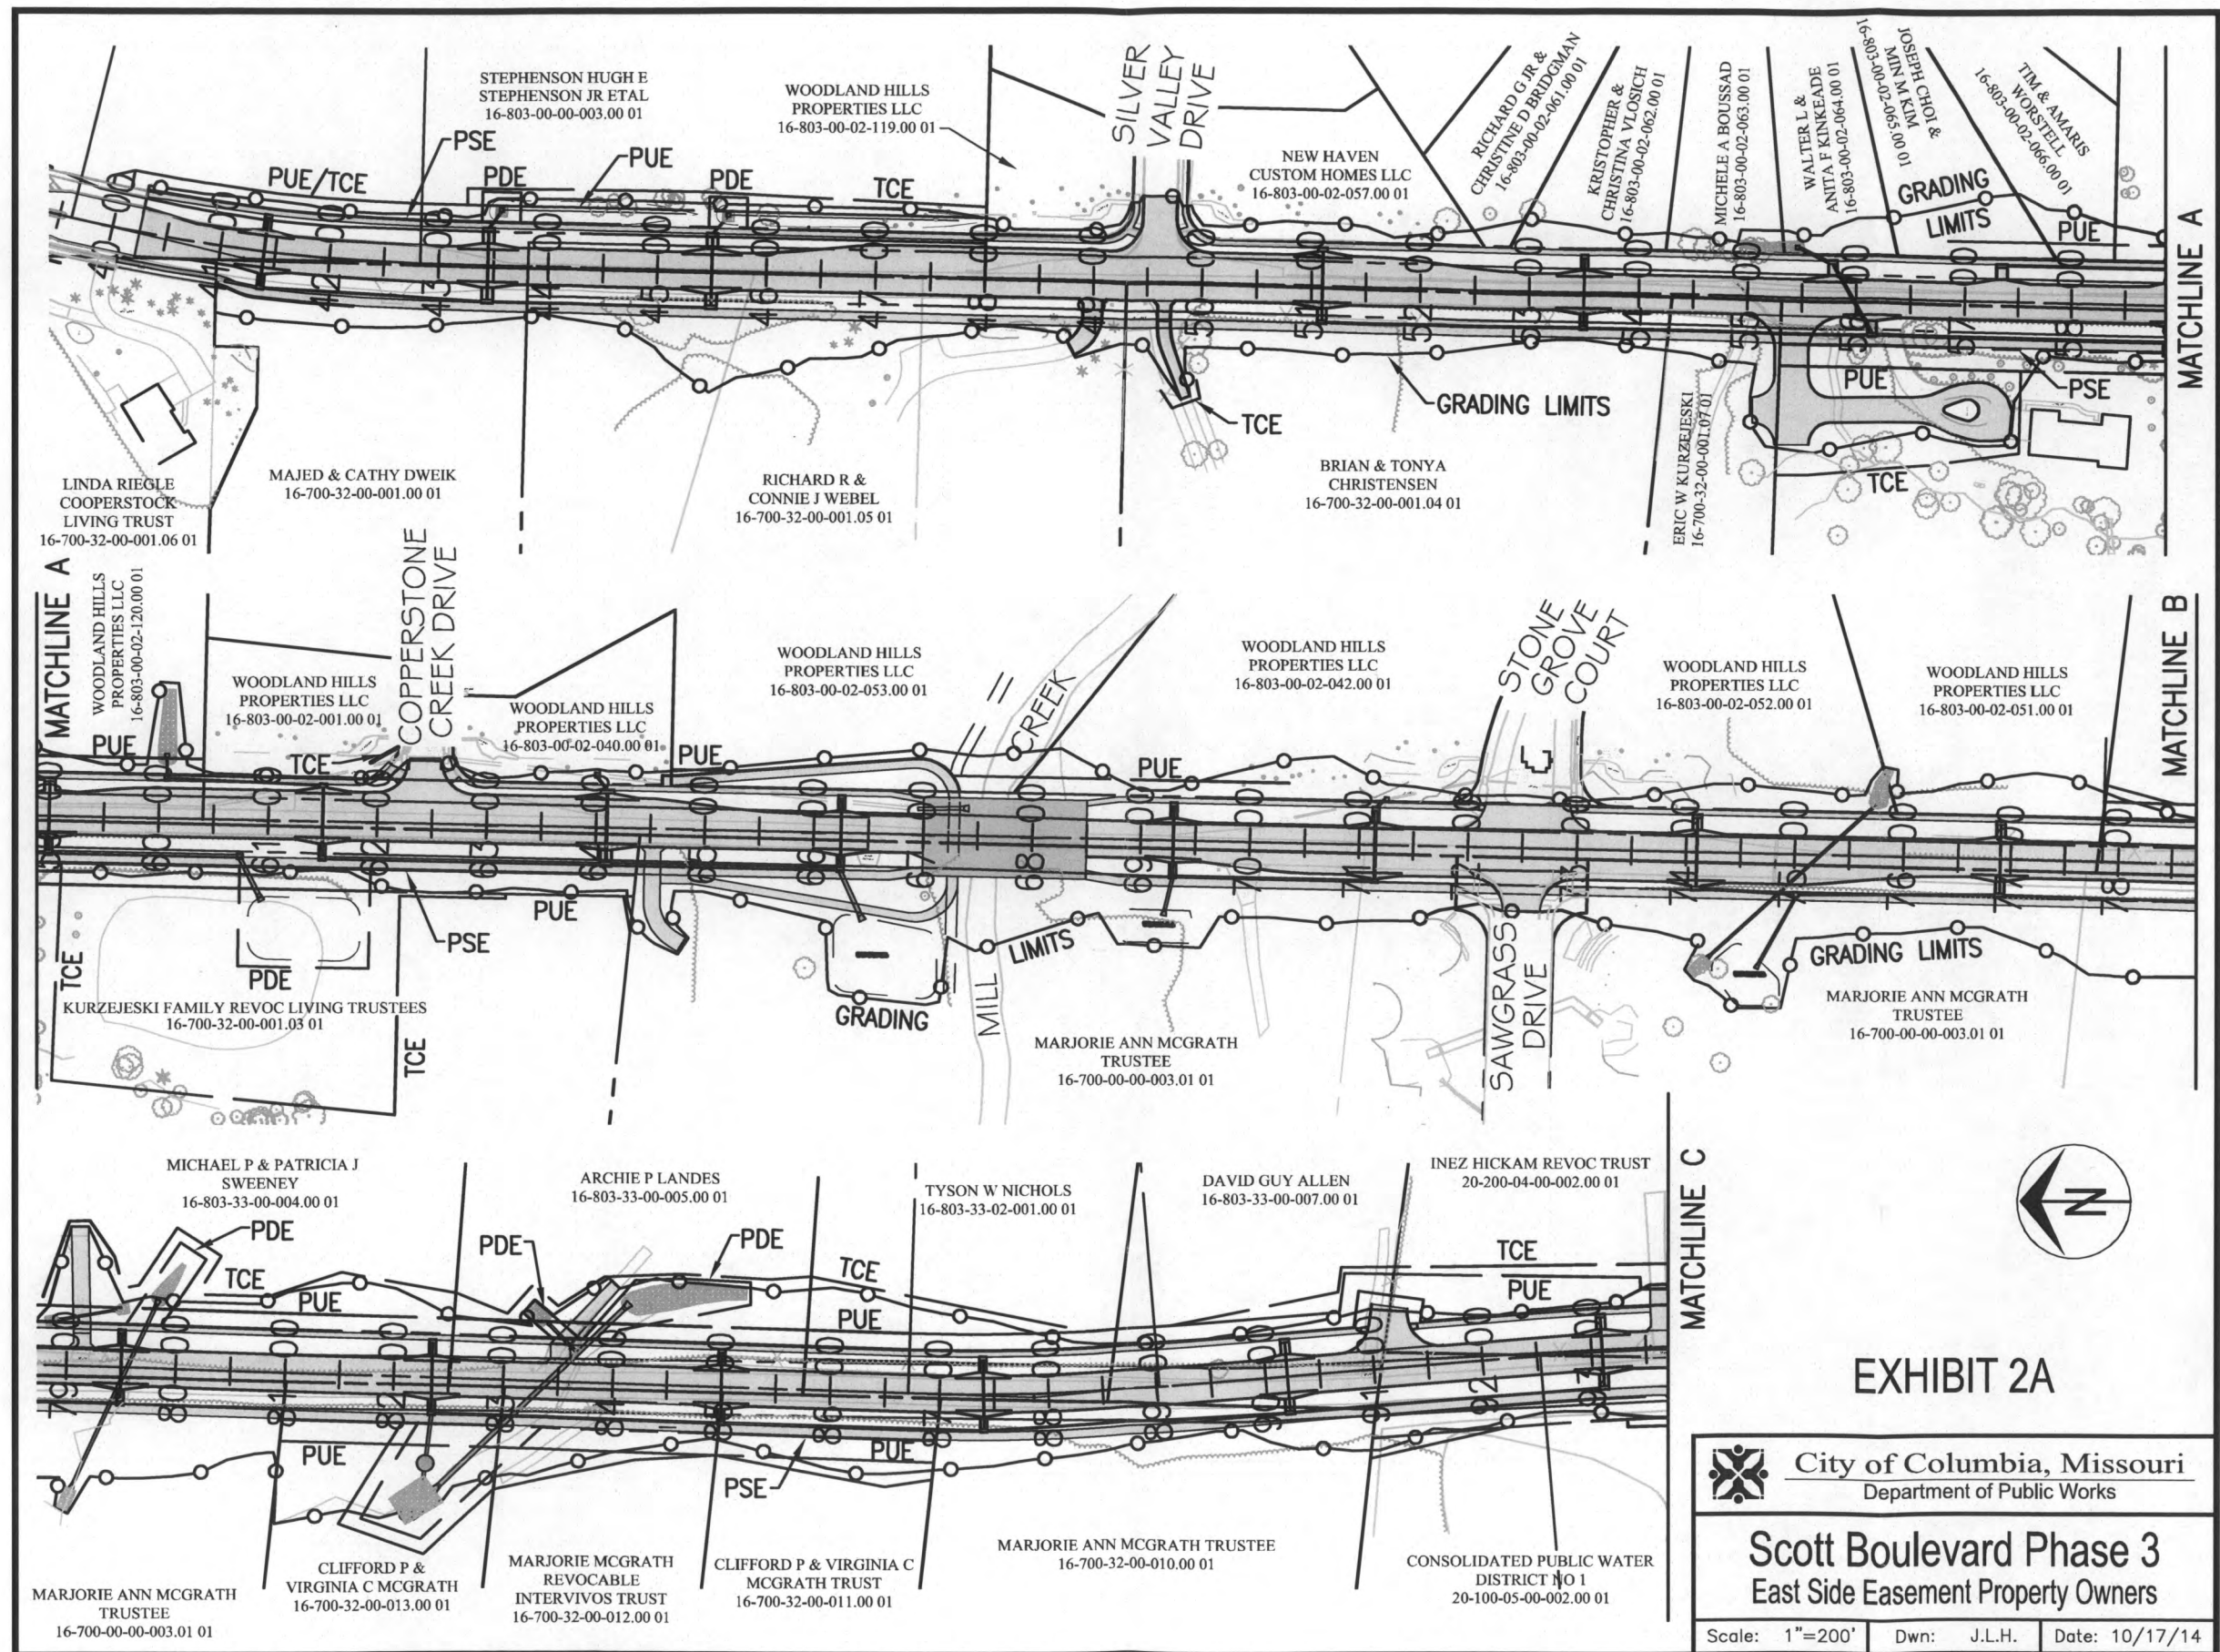 STEPHENSON HUGH E
STEPHENSON JR ETAL
16-803-00-00-003.00 01
WOODLAND HILLS
PROPERTIES LLC
16-803-00-02-119.00 01
SILVER
VALLEY
DRIVE
NEW HAVEN
CUSTOM HOMES LLC
16-803-00-02-057.00 01
RICHARD G JR &
CHRISTINE D BRIDGMAN
16-803-00-02-061.00 01
KRISTOPHER &
CHRISTINA VLOSICH
16-803-00-02-062.00 01
MICHELE A BOUSSAD
16-803-00-02-063.00 01
WALTER L &
ANITA F KINKEADE
16-803-00-02-064.00 01
JOSEPH CHOI &
MIN M KIM
16-803-00-02-065.00 01
TIM & AMARIS
WORSTELL
16-803-00-02-066.00 01
PSE
PUE
PUE/TCE
PDE
PDE
TCE
GRADING
LIMITS
PUE
MATCHLINE A
PUE
PSE
TCE
GRADING LIMITS
TCE
LINDA RIEGLE
COOPERSTOCK
LIVING TRUST
16-700-32-00-001.06 01
MAJED & CATHY DWEIK
16-700-32-00-001.00 01
RICHARD R &
CONNIE J WEBEL
16-700-32-00-001.05 01
BRIAN & TONYA
CHRISTENSEN
16-700-32-00-001.04 01
ERIC W KURZEJESKI
16-700-32-00-001.07 01
MATCHLINE A
WOODLAND HILLS
PROPERTIES LLC
16-803-00-02-120.00 01
WOODLAND HILLS
PROPERTIES LLC
16-803-00-02-001.00 01
COPPERSTONE
CREEK DRIVE
WOODLAND HILLS
PROPERTIES LLC
16-803-00-02-040.00 01
WOODLAND HILLS
PROPERTIES LLC
16-803-00-02-053.00 01
CREEK
WOODLAND HILLS
PROPERTIES LLC
16-803-00-02-042.00 01
STONE
GROVE
COURT
WOODLAND HILLS
PROPERTIES LLC
16-803-00-02-052.00 01
WOODLAND HILLS
PROPERTIES LLC
16-803-00-02-051.00 01
MATCHLINE B
PUE
TCE
PUE
PUE
TCE
PDE
PSE
PUE
KURZEJESKI FAMILY REVOC LIVING TRUSTEES
16-700-32-00-001.03 01
TCE
GRADING
LIMITS
MILL
MARJORIE ANN MCGRATH
TRUSTEE
16-700-00-00-003.01 01
SAWGRASS
DRIVE
GRADING LIMITS
MARJORIE ANN MCGRATH
TRUSTEE
16-700-00-00-003.01 01
MICHAEL P & PATRICIA J
SWEENEY
16-803-33-00-004.00 01
ARCHIE P LANDES
16-803-33-00-005.00 01
TYSON W NICHOLS
16-803-33-02-001.00 01
DAVID GUY ALLEN
16-803-33-00-007.00 01
INEZ HICKAM REVOC TRUST
20-200-04-00-002.00 01
MATCHLINE C
PDE
TCE
PUE
PDE
PDE
TCE
PUE
TCE
PUE
PUE
PSE
PUE
MARJORIE ANN MCGRATH
TRUSTEE
16-700-00-00-003.01 01
CLIFFORD P &
VIRGINIA C MCGRATH
16-700-32-00-013.00 01
MARJORIE MCGRATH
REVOCABLE
INTERVIVOS TRUST
16-700-32-00-012.00 01
CLIFFORD P & VIRGINIA C
MCGRATH TRUST
16-700-32-00-011.00 01
MARJORIE ANN MCGRATH TRUSTEE
16-700-32-00-010.00 01
CONSOLIDATED PUBLIC WATER
DISTRICT NO 1
20-100-05-00-002.00 01
N
EXHIBIT 2A
City of Columbia, Missouri
Department of Public Works
Scott Boulevard Phase 3
East Side Easement Property Owners
Scale: 1"=200'
Dwn: J.L.H.
Date: 10/17/14